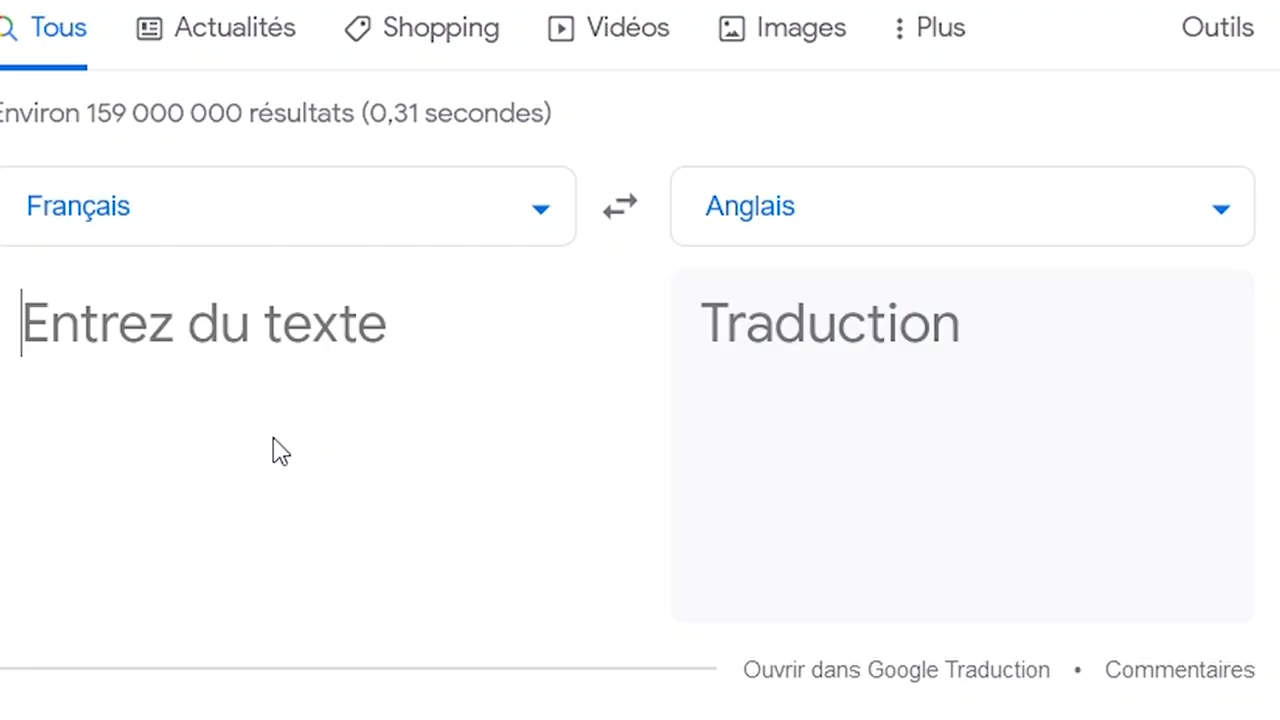 Tous Actualités Shopping Vidéos Images Plus Outils
Environ 159 000 000 résultats (0,31 secondes)
Français Anglais
Entrez du texte Traduction
Ouvrir dans Google Traduction • Commentaires